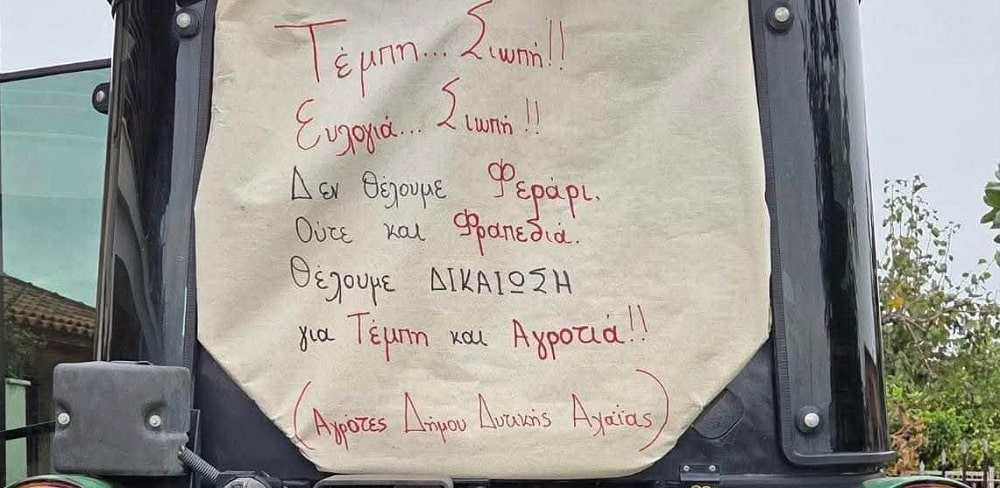 Τέμπη... Σιωπή!!
Ευλογιά... Σιωπή!!
Δεν θέλουμε Φεράρι.
Ούτε και Φραπεδιά.
Θέλουμε ΔΙΚΑΙΩΣΗ
για Τέμπη και Αγροτιά!!
(Αγρότες Δήμου Δυτικής Αχαΐας)